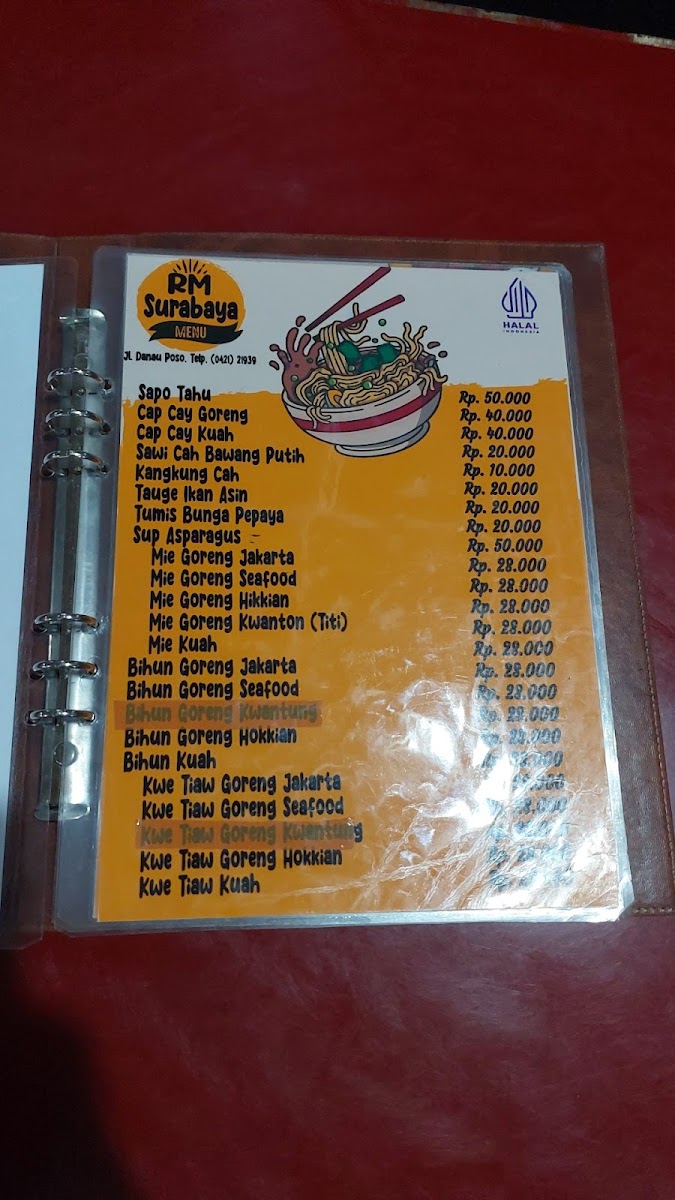 RM
Surabaya
MENU
Jl. Danau Poso. Telp. (0421) 21939
HALAL
INDONESIA
Sapo Tahu
Cap Cay Goreng
Cap Cay Kuah
Sawi Cah Bawang Putih
Kangkung Cah
Tauge Ikan Asin
Tumis Bunga Pepaya
Sup Asparagus
Mie Goreng Jakarta
Mie Goreng Seafood
Mie Goreng Hikkian
Mie Goreng Kwanton (Titi)
Mie Kuah
Bihun Goreng Jakarta
Bihun Goreng Seafood
Bihun Goreng Kwantung
Bihun Goreng Hokkian
Bihun Kuah
Kwe Tiaw Goreng Jakarta
Kwe Tiaw Goreng Seafood
Kwe Tiaw Goreng Kwantung
Kwe Tiaw Goreng Hokkian
Kwe Tiaw Kuah
Rp. 50.000
Rp. 40.000
Rp. 40.000
Rp. 20.000
Rp. 10.000
Rp. 20.000
Rp. 20.000
Rp. 20.000
Rp. 50.000
Rp. 28.000
Rp. 28.000
Rp. 28.000
Rp. 28.000
Rp. 28.000
Rp. 28.000
Rp. 28.000
Rp. 28.000
Rp. 28.000